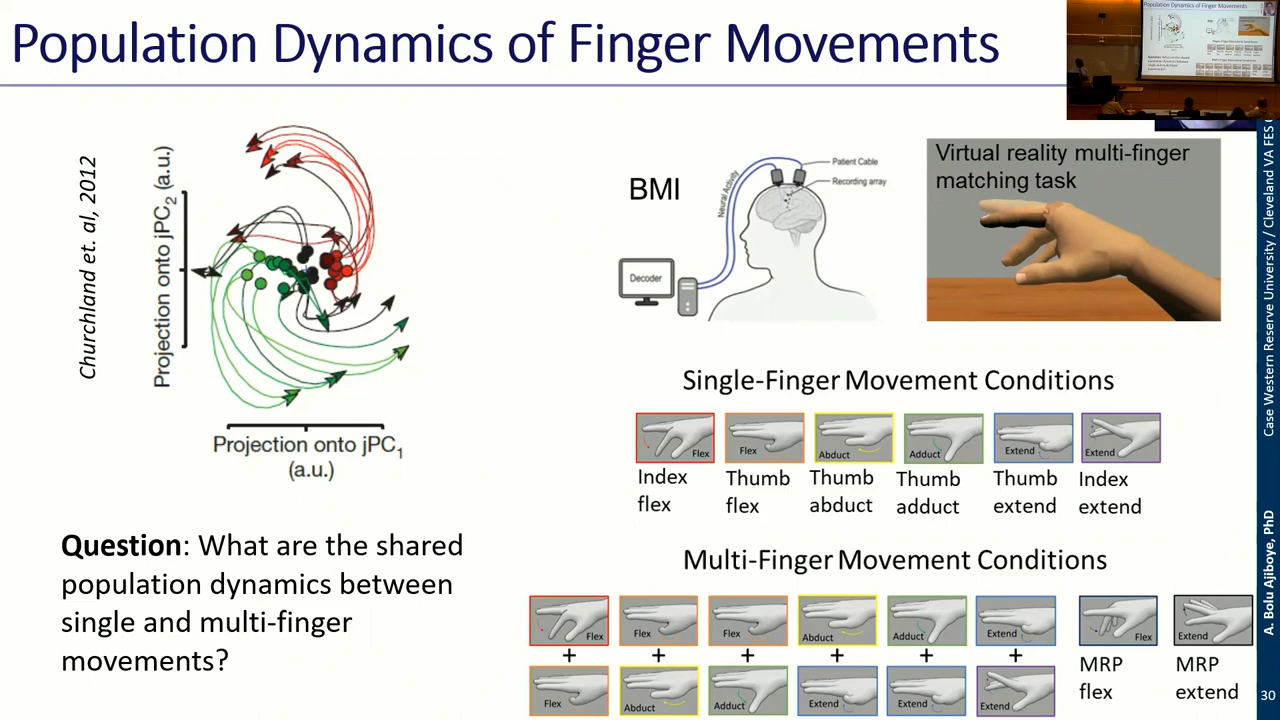 Population Dynamics of Finger Movements
Churchland et. al, 2012
Projection onto jPC2 (a.u.)
Projection onto jPC1
(a.u.)
Question: What are the shared
population dynamics between
single and multi-finger
movements?
BMI
Neural Activity
Patient Cable
Recording array
Decoder
Virtual reality multi-finger
matching task
Single-Finger Movement Conditions
Flex
Flex
Abduct
Adduct
Extend
Extend
Index
flex
Thumb
flex
Thumb
abduct
Thumb
adduct
Thumb
extend
Index
extend
Multi-Finger Movement Conditions
Flex
Flex
Flex
Abduct
Adduct
Extend
Flex
Extend
+ + + + + +
Flex
Abduct
Adduct
Extend
Extend
Extend
MRP
flex
MRP
extend
Case Western Reserve University / Cleveland VA FES
A. Bolu Ajiboye, PhD
30
Population Dynamics of Finger Movements